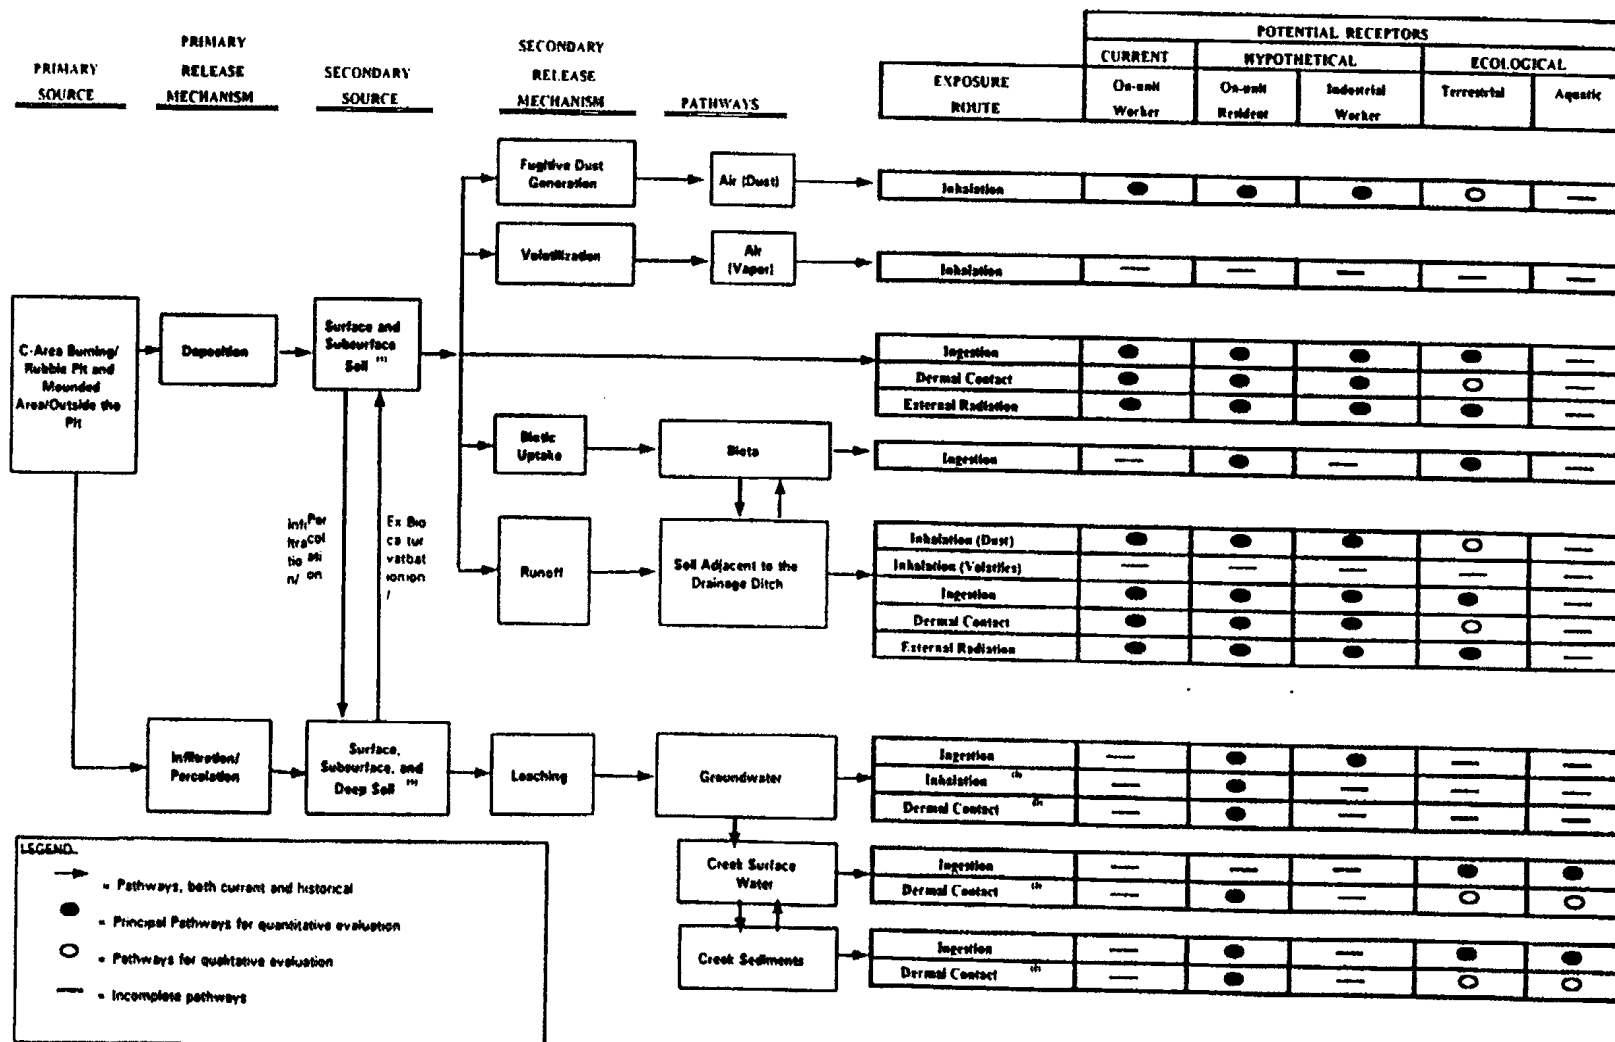 POTENTIAL RECEPTORS
CURRENT
HYPOTHETICAL
ECOLOGICAL
EXPOSURE
ROUTE
On-unit
Worker
On-unit
Resident
Industrial
Worker
Terrestrial
Aquatic
PRIMARY
SOURCE
PRIMARY
RELEASE
MECHANISM
SECONDARY
SOURCE
SECONDARY
RELEASE
MECHANISM
PATHWAYS
Fugitive Dust
Generation
Air (Dust)
Inhalation
Volatilization
Air
(Vapor)
Inhalation
C-Area Burning/
Rubble Pit and
Mounded
Area/Outside the
Pit
Deposition
Surface and
Subsurface
Soil
Ingestion
Dermal Contact
External Radiation
Biotic
Uptake
Biota
Ingestion
Infiltration/
Percolation
Excavation/
Bioturbation
Runoff
Soil Adjacent to the
Drainage Ditch
Inhalation (Dust)
Inhalation (Volatiles)
Ingestion
Dermal Contact
External Radiation
Infiltration/
Percolation
Surface,
Subsurface, and
Deep Soil
Leaching
Groundwater
Ingestion
Inhalation
Dermal Contact
Creek Surface
Water
Ingestion
Dermal Contact
Creek Sediments
Ingestion
Dermal Contact
LEGEND
= Pathways, both current and historical
= Principal Pathways for quantitative evaluation
= Pathways for qualitative evaluation
= Incomplete pathways